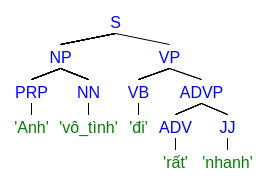 S
NP VP
PRP NN VB ADVP
'Anh' 'vô_tình' 'đi' ADV JJ
'rất' 'nhanh'